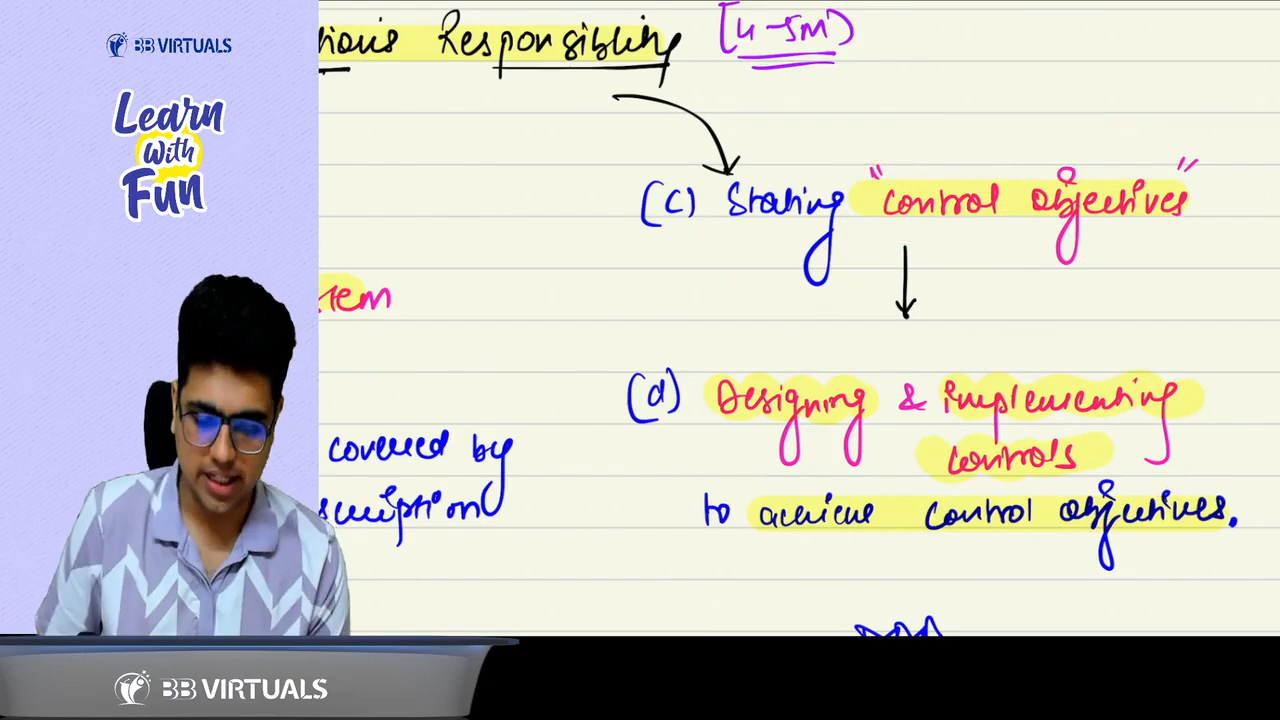 BB VIRTUALS
Learn
With
Fun
Responsibility [4-5M]
(c) Stating "control objectives"
tem
(d) Designing & implementing
controls
to achieve control objectives.
covered by
scription
BB VIRTUALS